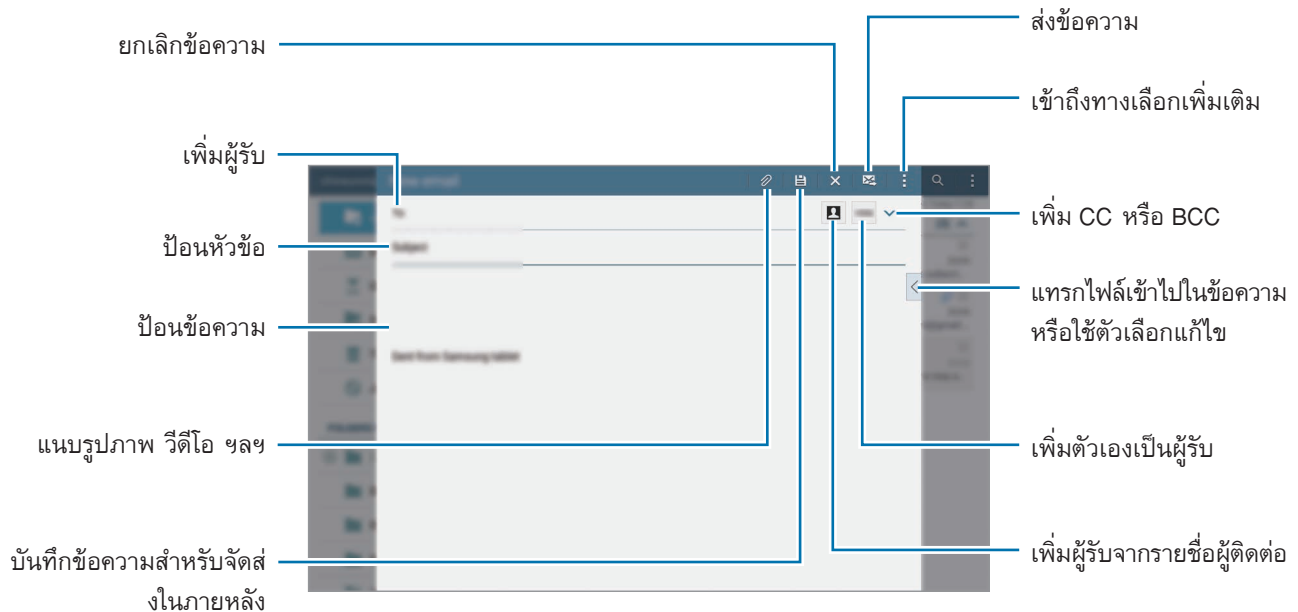 ส่งข้อความ
ยกเลิกข้อความ
เข้าถึงทางเลือกเพิ่มเติม
เพิ่มผู้รับ
เพิ่ม CC หรือ BCC
ป้อนหัวข้อ
Subject
แทรกไฟล์เข้าไปในข้อความ
หรือใช้ตัวเลือกแก้ไข
ป้อนข้อความ
Sent from Samsung tablet
แนบรูปภาพ วีดีโอ ฯลฯ
เพิ่มตัวเองเป็นผู้รับ
บันทึกข้อความสำหรับจัดส่
งในภายหลัง
เพิ่มผู้รับจากรายชื่อผู้ติดต่อ